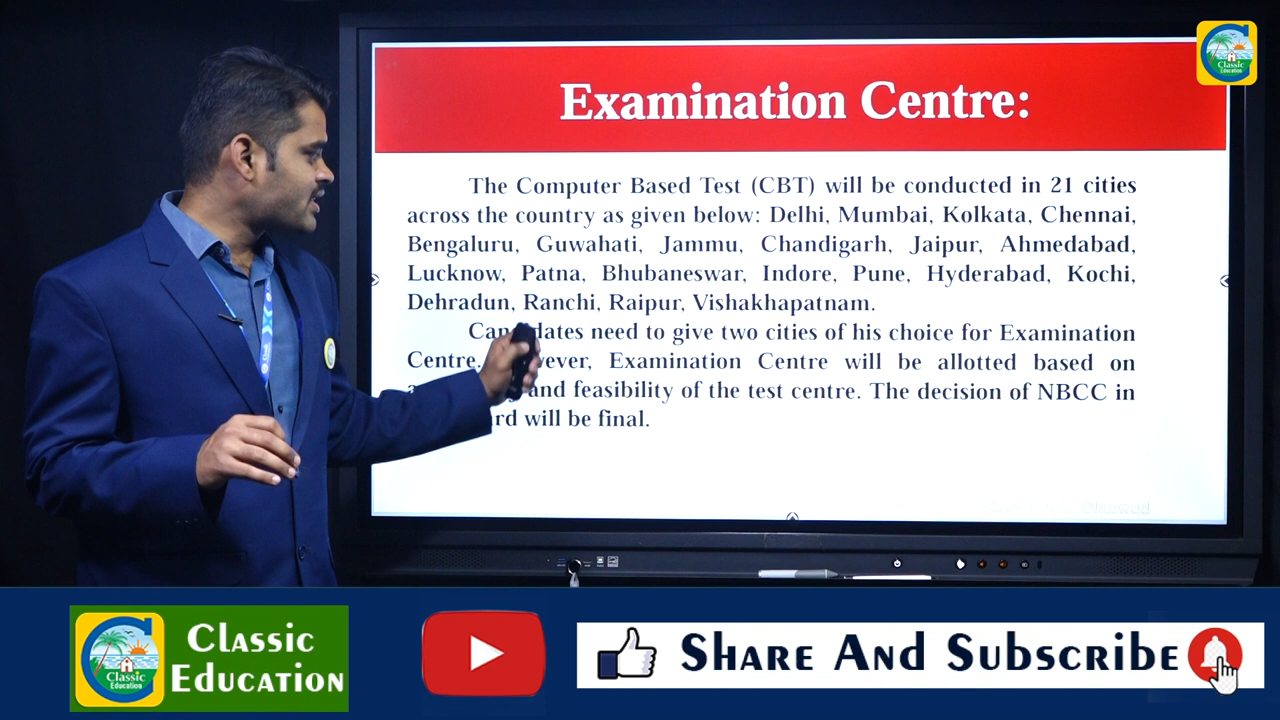 Examination Centre:
Classic
Education
The Computer Based Test (CBT) will be conducted in 21 cities
across the country as given below: Delhi, Mumbai, Kolkata, Chennai,
Bengaluru, Guwahati, Jammu, Chandigarh, Jaipur, Ahmedabad,
Lucknow, Patna, Bhubaneswar, Indore, Pune, Hyderabad, Kochi,
Dehradun, Ranchi, Raipur, Vishakhapatnam.
need to give two cities of his choice for Examination
Centre. Examination Centre will be allotted based on
and feasibility of the test centre. The decision of NBCC in
will be final.
Dharwad
Classic
Education
Classic
Education
Share And Subscribe